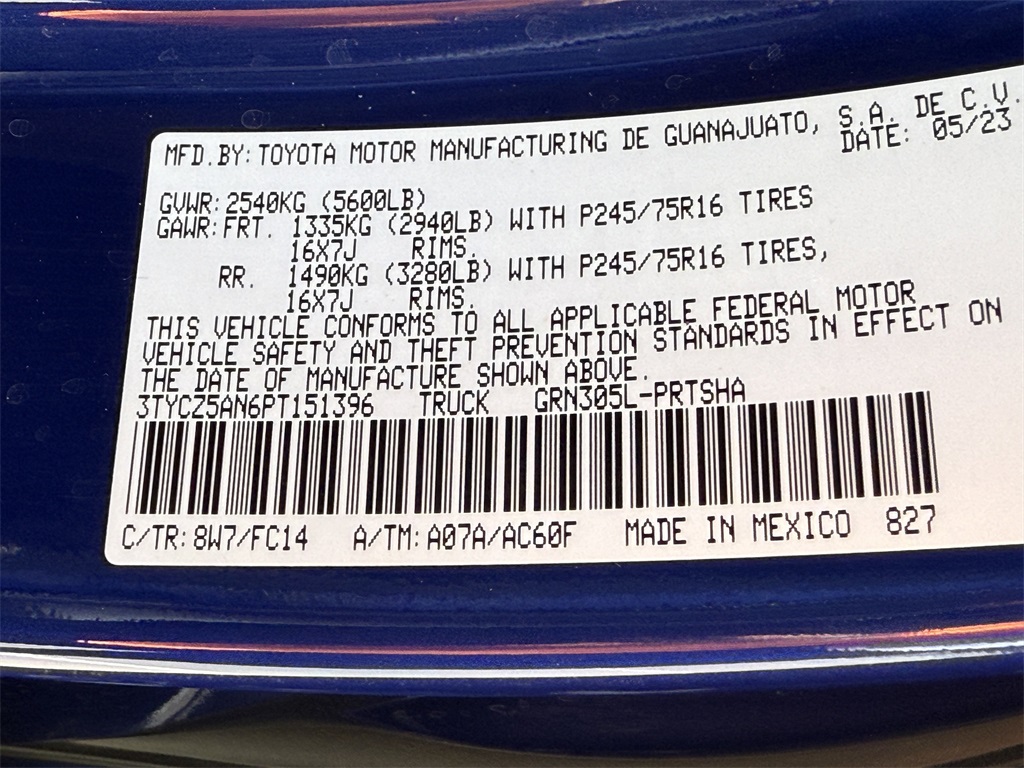 MFD.BY: TOYOTA MOTOR MANUFACTURING DE GUANAJUATO, S.A. DE C.V.
DATE: 05/23
GVWR: 2540KG (5600LB)
GAWR: FRT. 1335KG (2940LB) WITH P245/75R16 TIRES
16X7J RIMS.
RR. 1490KG (3280LB) WITH P245/75R16 TIRES,
16X7J RIMS.
THIS VEHICLE CONFORMS TO ALL APPLICABLE FEDERAL MOTOR
VEHICLE SAFETY AND THEFT PREVENTION STANDARDS IN EFFECT ON
THE DATE OF MANUFACTURE SHOWN ABOVE.
3TYCZ5AN6PT151396 TRUCK GRN305L-PRTSHA
C/TR: 8W7/FC14 A/TM: A07A/AC60F MADE IN MEXICO 827